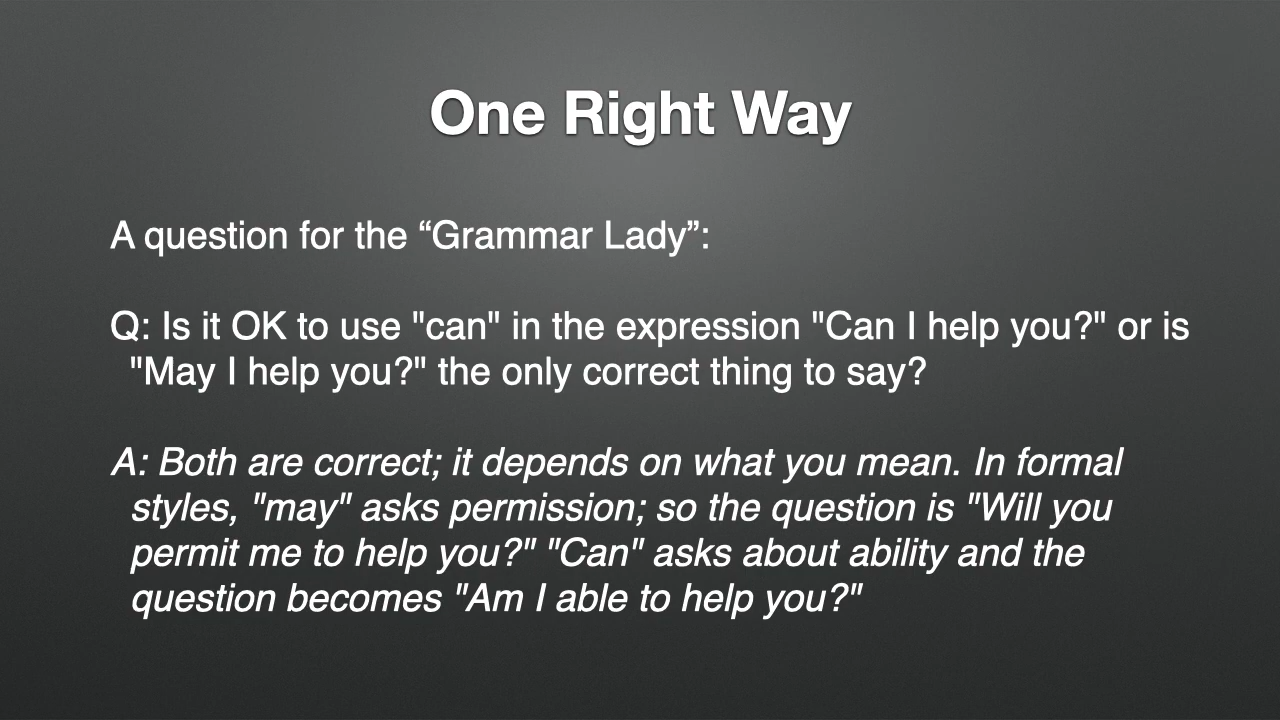 One Right Way
A question for the “Grammar Lady”:
Q: Is it OK to use "can" in the expression "Can I help you?" or is
"May I help you?" the only correct thing to say?
A: Both are correct; it depends on what you mean. In formal
styles, "may" asks permission; so the question is "Will you
permit me to help you?" "Can" asks about ability and the
question becomes "Am I able to help you?"